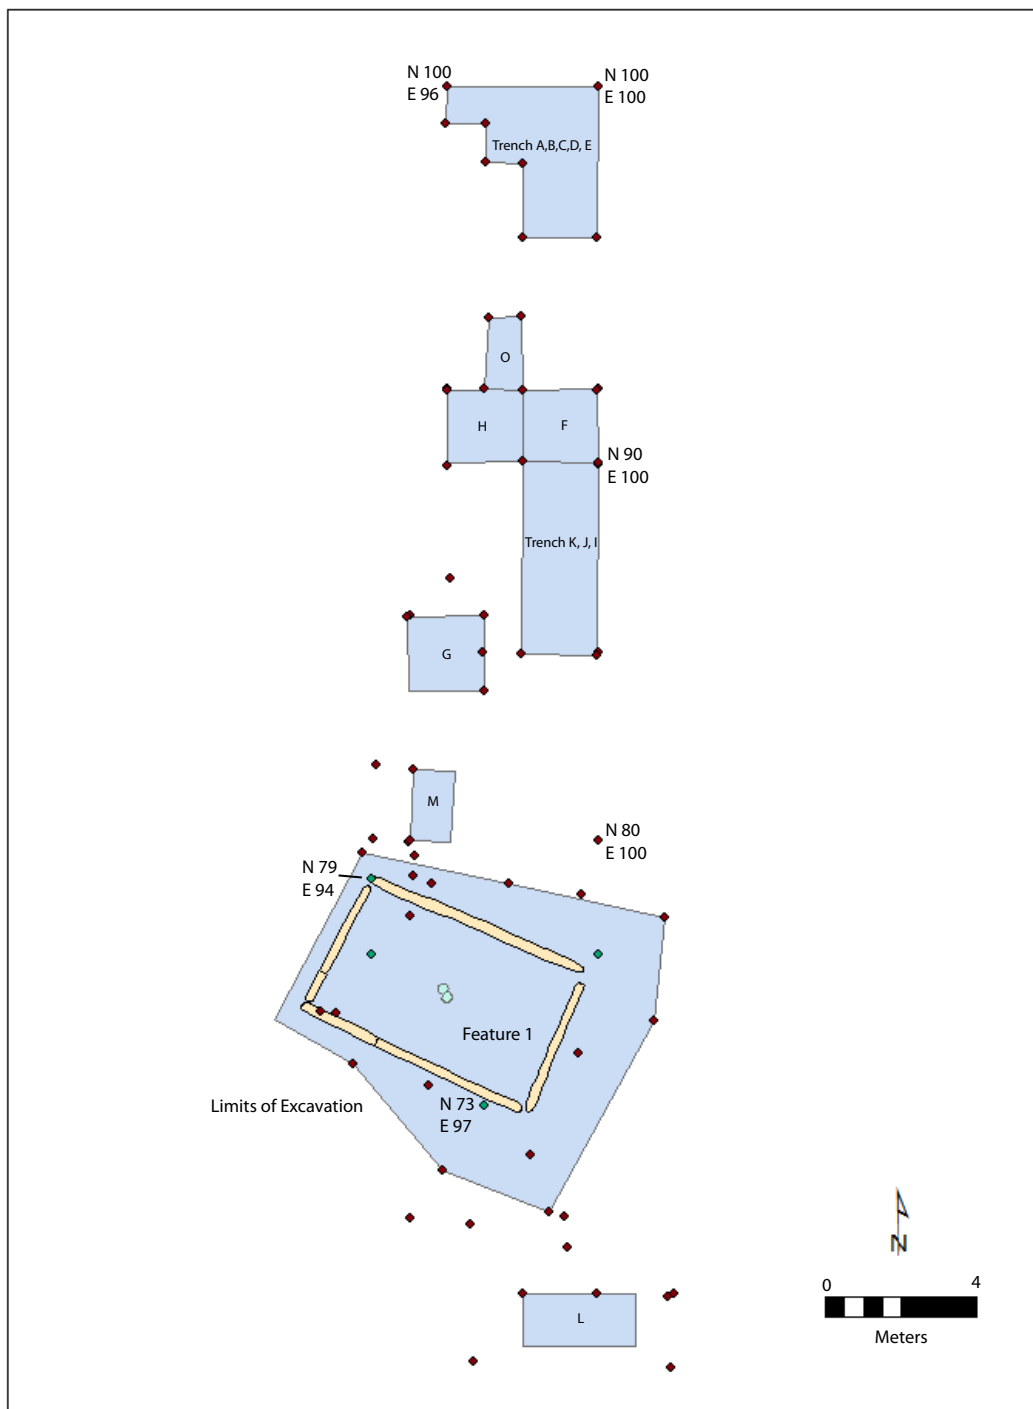 N 100
E 96
N 100
E 100
Trench A,B,C,D, E
O
H
F
N 90
E 100
Trench K, J, I
G
M
N 80
E 100
N 79
E 94
Feature 1
Limits of Excavation
N 73
E 97
N
0
4
Meters
L